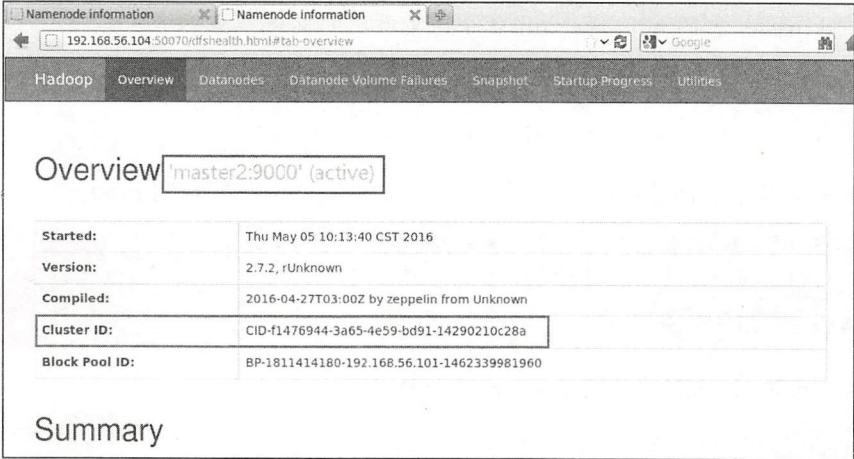 Namenode information Namenode information
192.168.56.104:50070/dfshealth.html#tab-overview Google
Hadoop Overview Datanodes Datanode Volume Failures Snapshot Startup Progress Utilities
Overview 'master2:9000' (active)
Started: Thu May 05 10:13:40 CST 2016
Version: 2.7.2, rUnknown
Compiled: 2016-04-27T03:00Z by zeppelin from Unknown
Cluster ID: CID-f1476944-3a65-4e59-bd91-14290210c28a
Block Pool ID: BP-1811414180-192.168.56.101-1462339981960
Summary